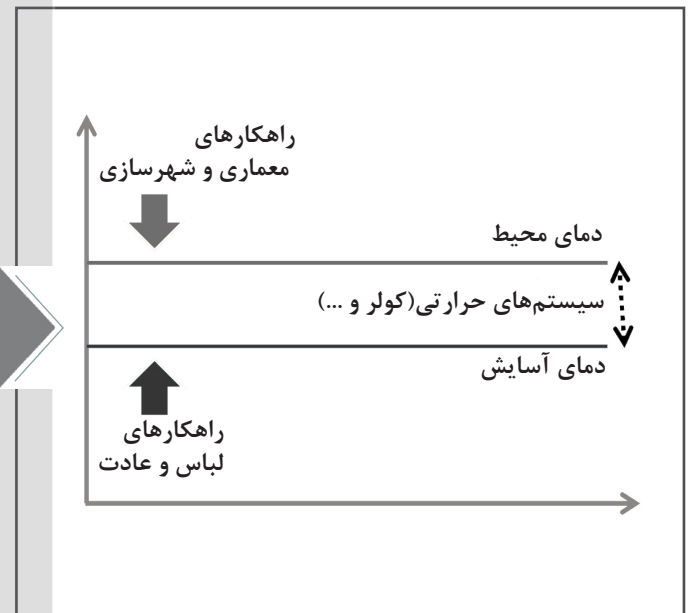 راهکارهای
معماری و شهرسازی
دمای محیط
سیستم‌های حرارتی(کولر و ...)
دمای آسایش
راهکارهای
لباس و عادت